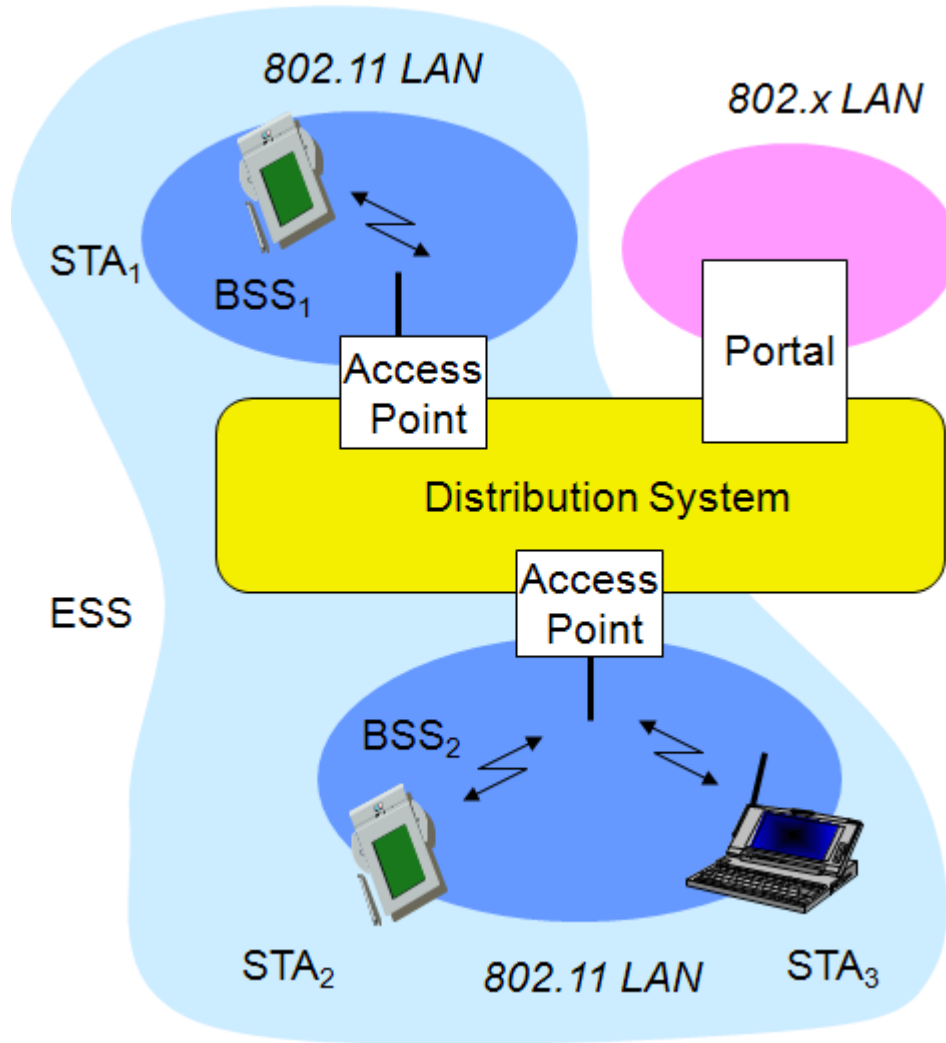 802.11 LAN
802.x LAN
STA₁
BSS₁
Access
Point
Portal
Distribution System
Access
Point
ESS
BSS₂
STA₂
802.11 LAN
STA₃